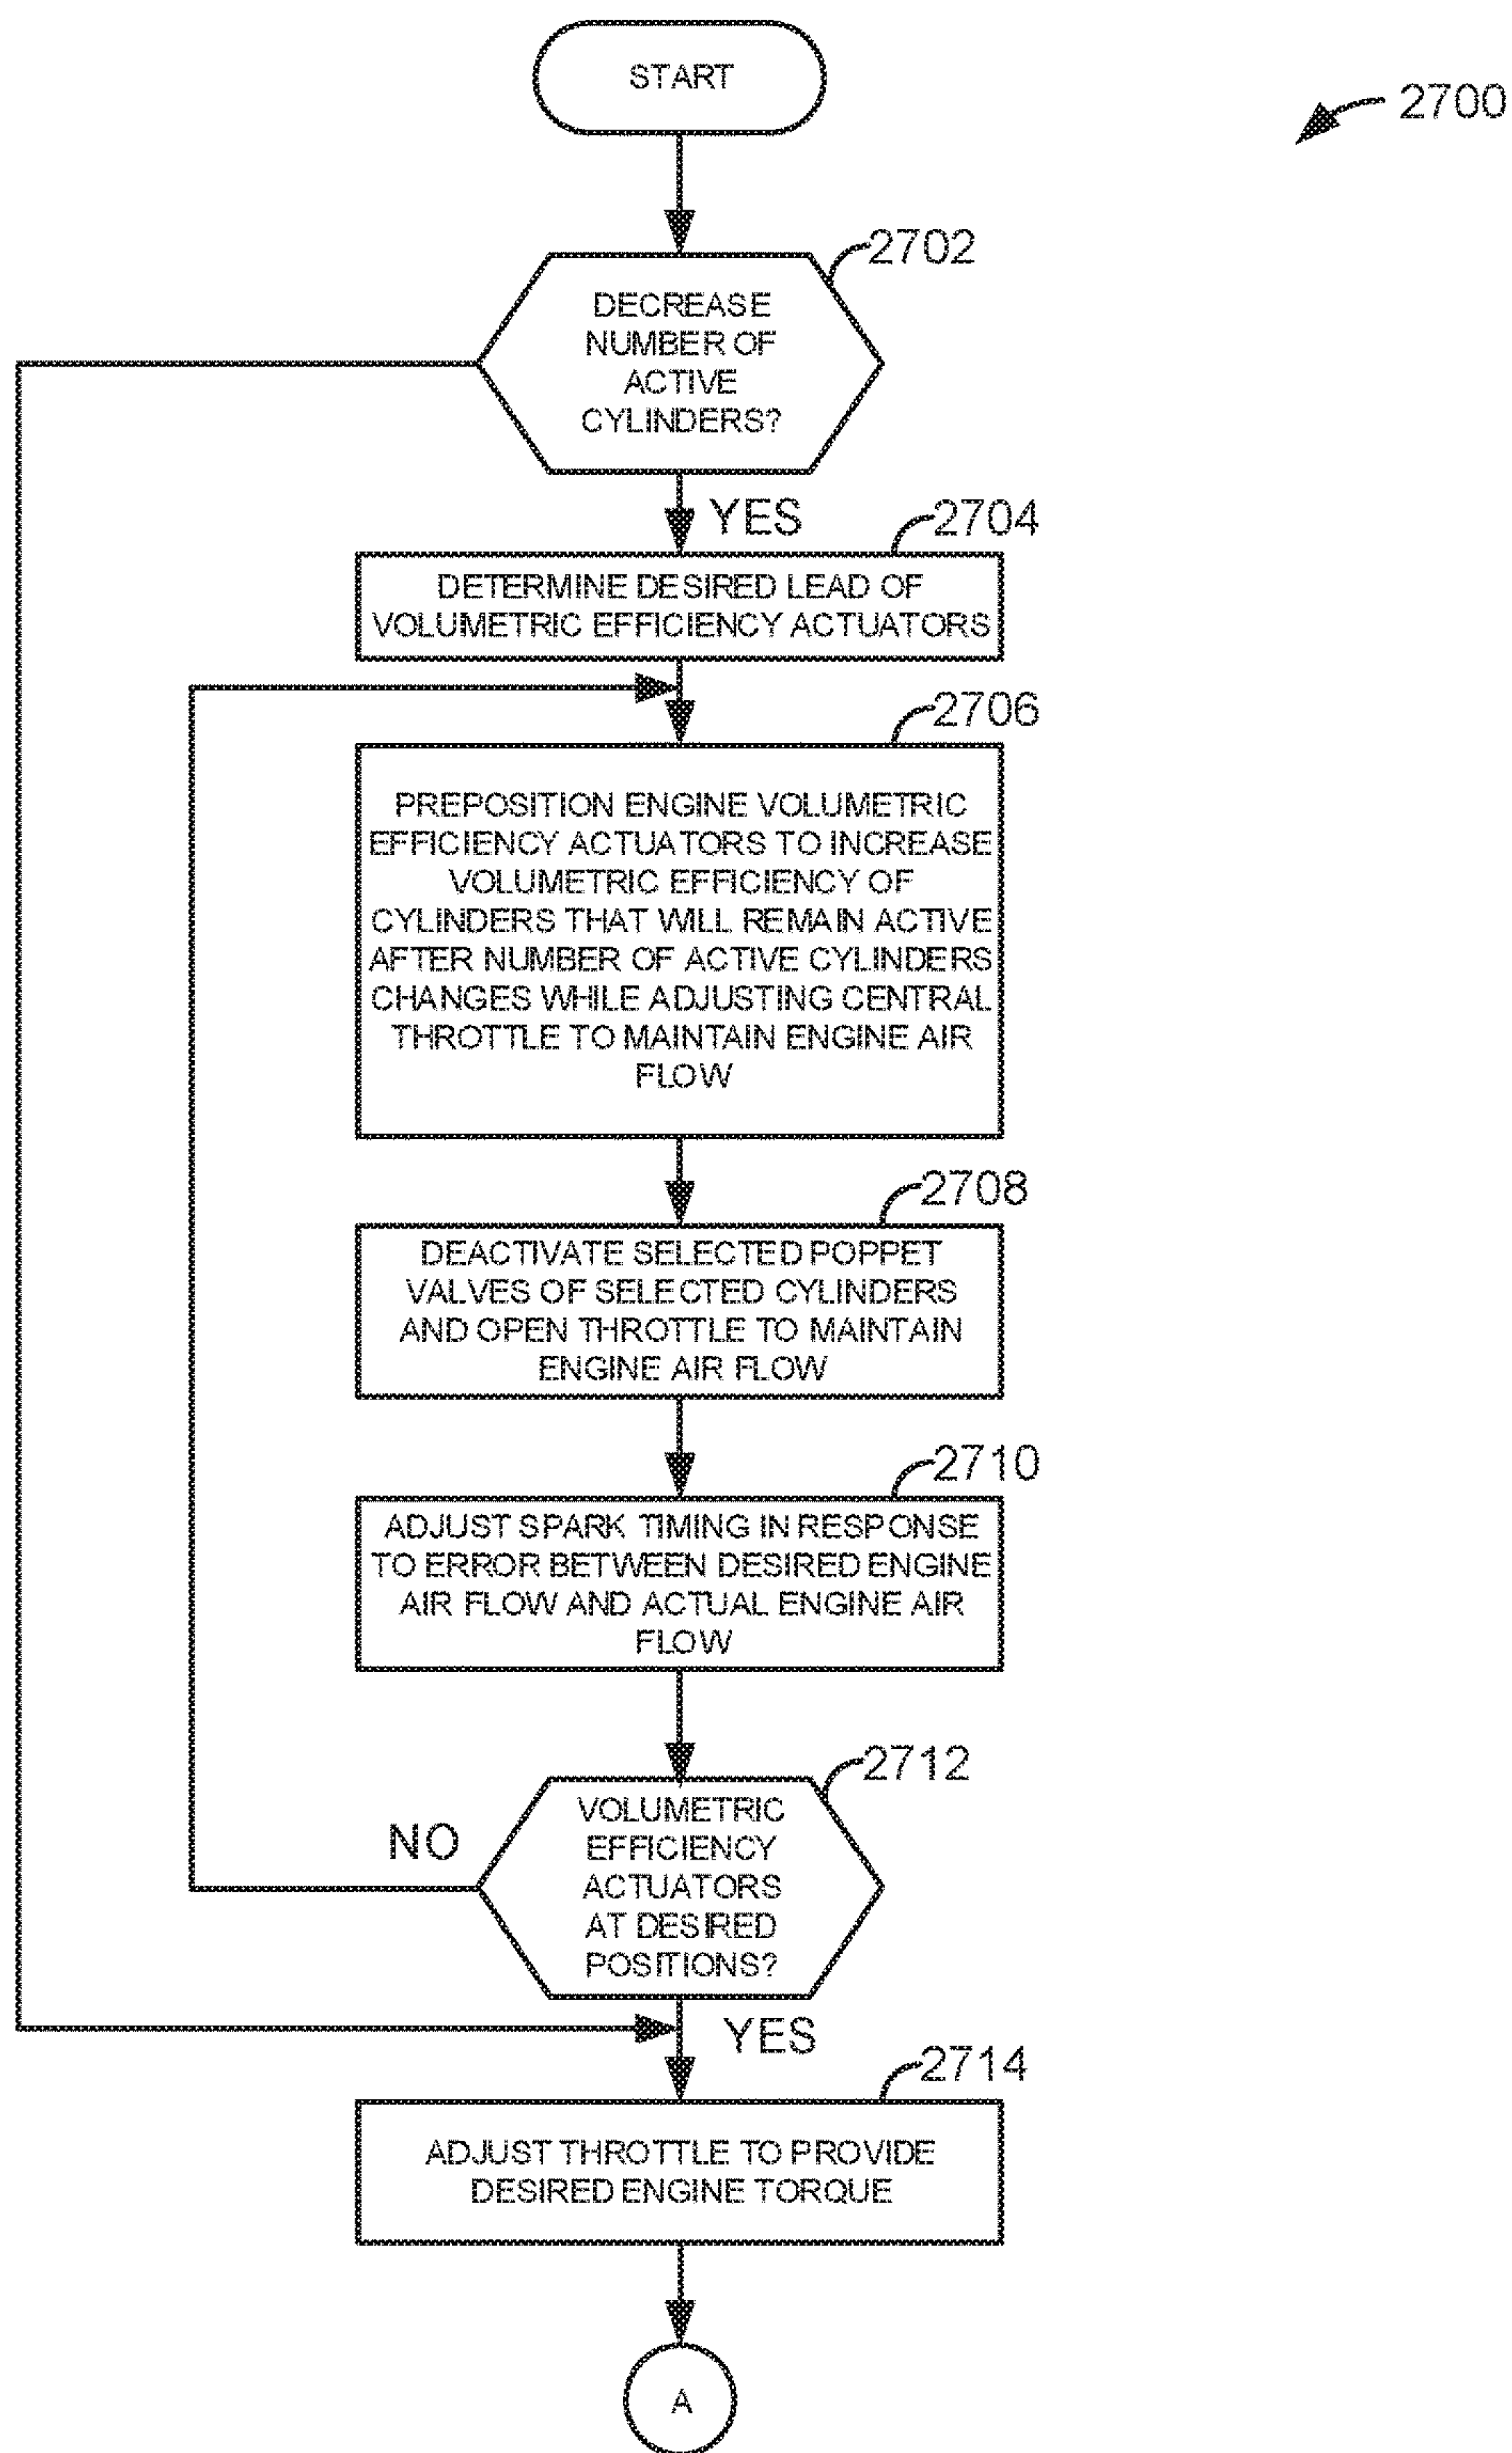 START
2700
2702
DECREASE
NUMBER OF
ACTIVE
CYLINDERS?
YES
2704
DETERMINE DESIRED LEAD OF
VOLUMETRIC EFFICIENCY ACTUATORS
2706
PREPOSITION ENGINE VOLUMETRIC
EFFICIENCY ACTUATORS TO INCREASE
VOLUMETRIC EFFICIENCY OF
CYLINDERS THAT WILL REMAIN ACTIVE
AFTER NUMBER OF ACTIVE CYLINDERS
CHANGES WHILE ADJUSTING CENTRAL
THROTTLE TO MAINTAIN ENGINE AIR
FLOW
2708
DEACTIVATE SELECTED POPPET
VALVES OF SELECTED CYLINDERS
AND OPEN THROTTLE TO MAINTAIN
ENGINE AIR FLOW
2710
ADJUST SPARK TIMING IN RESPONSE
TO ERROR BETWEEN DESIRED ENGINE
AIR FLOW AND ACTUAL ENGINE AIR
FLOW
2712
VOLUMETRIC
EFFICIENCY
ACTUATORS
AT DESIRED
POSITIONS?
NO
YES
2714
ADJUST THROTTLE TO PROVIDE
DESIRED ENGINE TORQUE
A